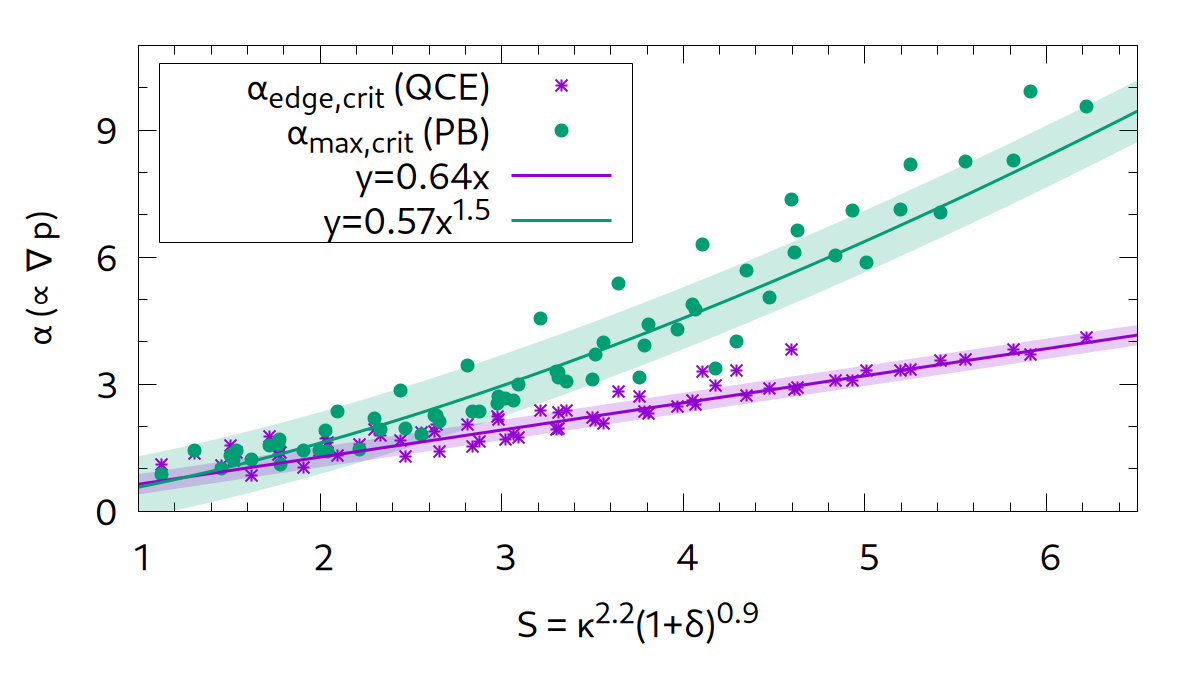 α_edge,crit (QCE)
α_max,crit (PB)
y=0.64x
y=0.57x^1.5
9
6
3
0
α (∝ ∇ p)
1 2 3 4 5 6
S = κ^2.2(1+δ)^0.9